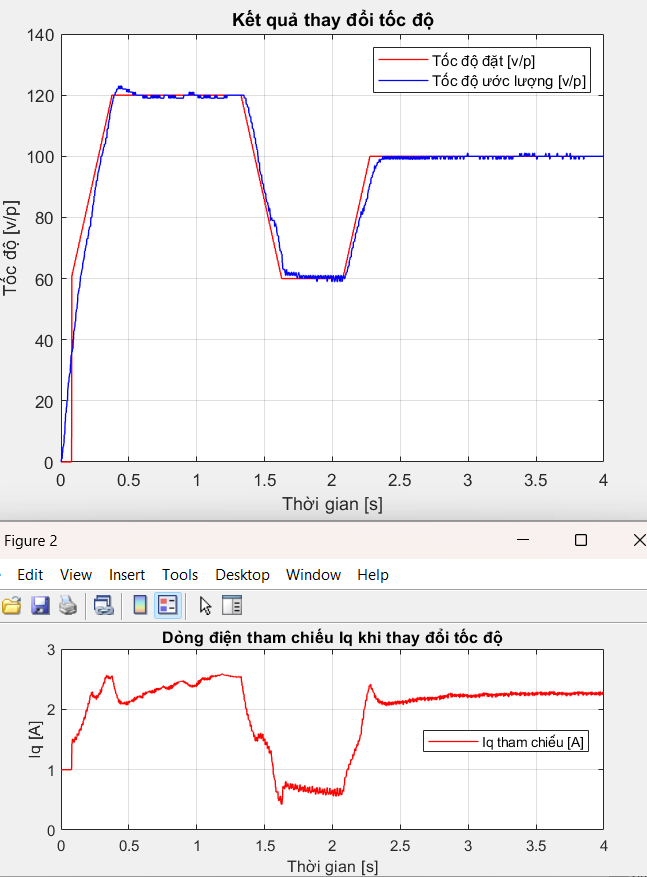 Kết quả thay đổi tốc độ
140
120
100
80
60
40
20
0
Tốc độ [v/p]
Tốc độ đặt [v/p]
Tốc độ ước lượng [v/p]
0 0.5 1 1.5 2 2.5 3 3.5 4
Thời gian [s]
Figure 2
Edit View Insert Tools Desktop Window Help
Dòng điện tham chiếu Iq khi thay đổi tốc độ
3
2
1
0
Iq [A]
Iq tham chiếu [A]
0 0.5 1 1.5 2 2.5 3 3.5 4
Thời gian [s]